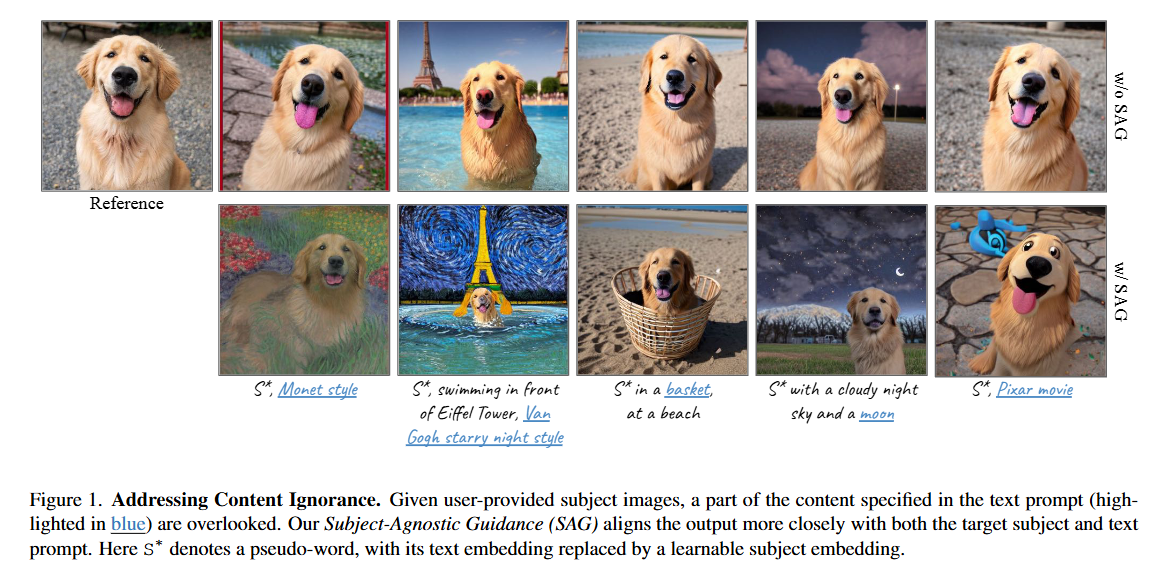 w/o SAG
Reference
w/ SAG
S*, Monet style
S*, swimming in front
of Eiffel Tower, Van
Gogh starry night style
S* in a basket,
at a beach
S* with a cloudy night
sky and a moon
S*, Pixar movie
Figure 1. Addressing Content Ignorance. Given user-provided subject images, a part of the content specified in the text prompt (high-
lighted in blue) are overlooked. Our Subject-Agnostic Guidance (SAG) aligns the output more closely with both the target subject and text
prompt. Here S* denotes a pseudo-word, with its text embedding replaced by a learnable subject embedding.